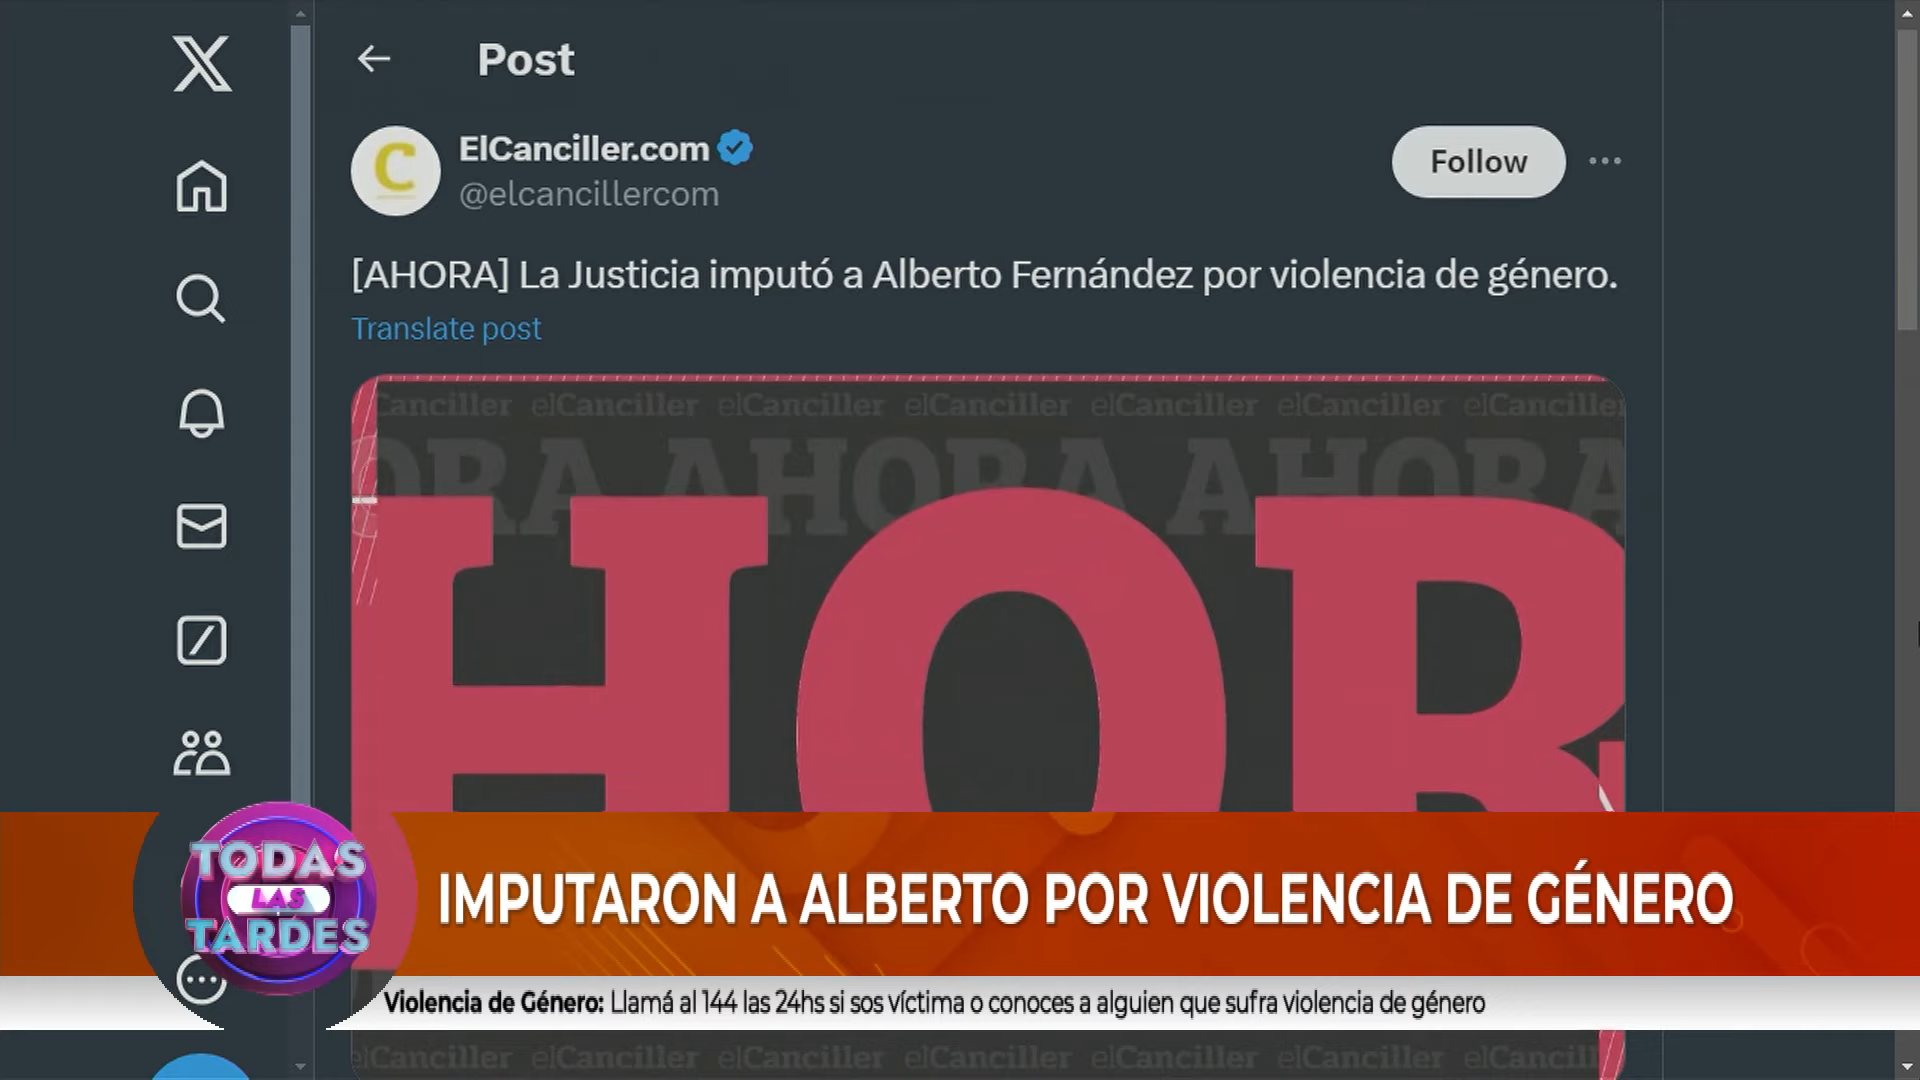 Post
ElCanciller.com
@elcancillercom
Follow
[AHORA] La Justicia imputó a Alberto Fernández por violencia de género.
Translate post
elCanciller elCanciller elCanciller elCanciller elCanciller elCanciller
AHORA AHORA
HOR
TODAS
LAS
TARDES
IMPUTARON A ALBERTO POR VIOLENCIA DE GÉNERO
Violencia de Género: Llamá al 144 las 24hs si sos víctima o conoces a alguien que sufra violencia de género
elCanciller elCanciller elCanciller elCanciller elCanciller elCanciller